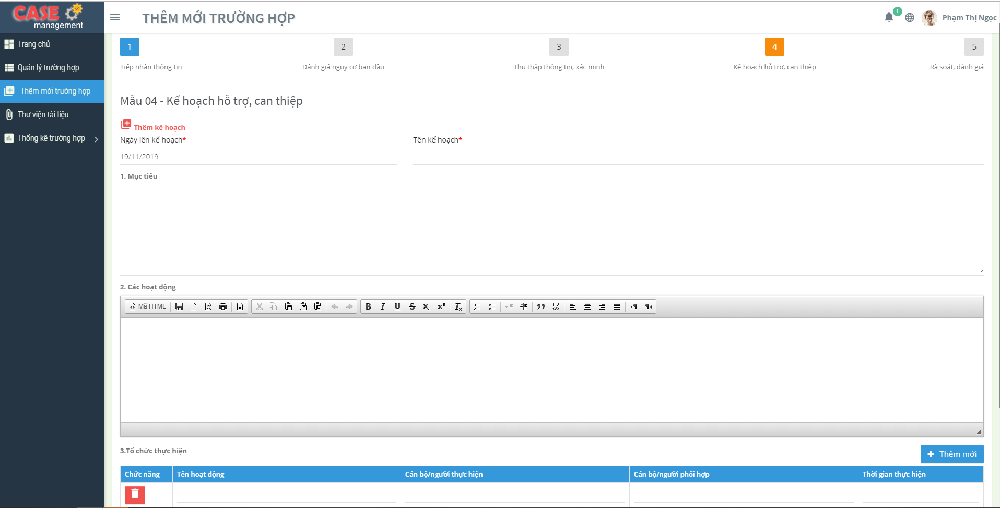 CASE
management
THÊM MỚI TRƯỜNG HỢP
1
Phạm Thị Ngọc
Trang chủ
Quản lý trường hợp
Thêm mới trường hợp
Thư viện tài liệu
Thống kê trường hợp
1
2
3
4
5
Tiếp nhận thông tin
Đánh giá nguy cơ ban đầu
Thu thập thông tin, xác minh
Kế hoạch hỗ trợ, can thiệp
Rà soát, đánh giá
Mẫu 04 - Kế hoạch hỗ trợ, can thiệp
Thêm kế hoạch
Ngày lên kế hoạch*
Tên kế hoạch*
19/11/2019
1. Mục tiêu
2. Các hoạt động
Mã HTML
3.Tổ chức thực hiện
+ Thêm mới
Chức năng
Tên hoạt động
Cán bộ/người thực hiện
Cán bộ/người phối hợp
Thời gian thực hiện